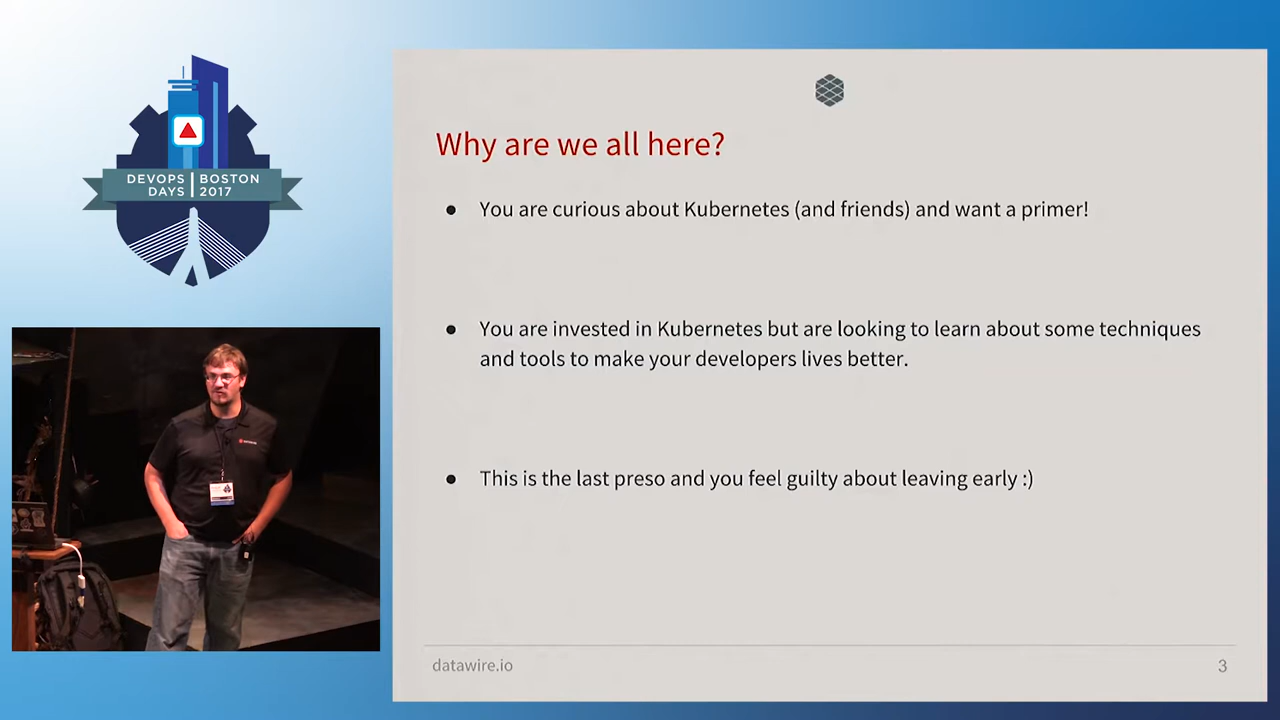 DEVOPS BOSTON
DAYS 2017
Why are we all here?
● You are curious about Kubernetes (and friends) and want a primer!
● You are invested in Kubernetes but are looking to learn about some techniques
and tools to make your developers lives better.
● This is the last preso and you feel guilty about leaving early :)
datawire.io
3